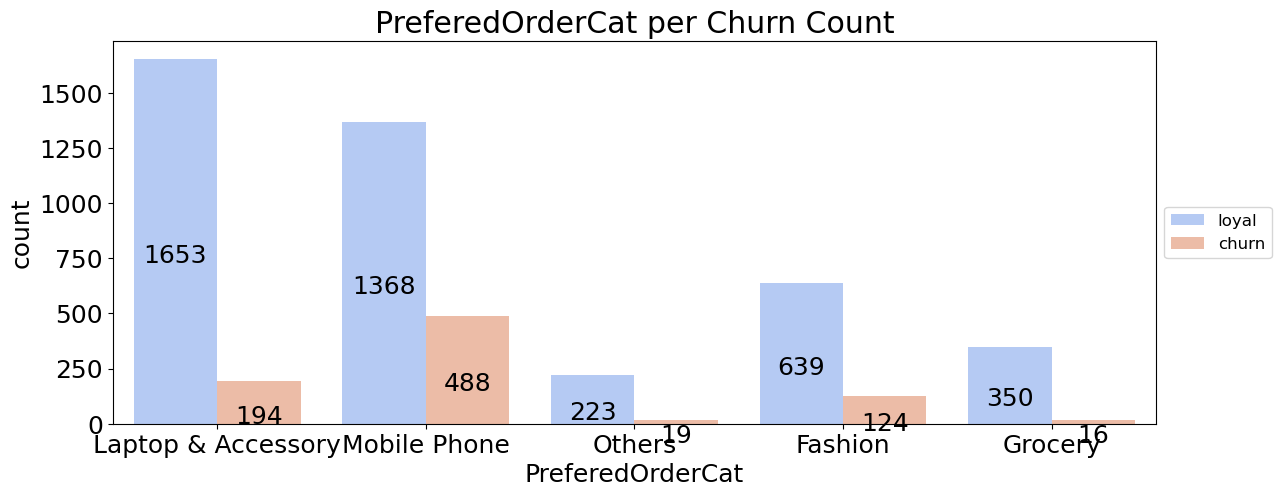 PreferedOrderCat per Churn Count
count
1500
1250
1000
750
500
250
0
1653
194
1368
488
223
19
639
124
350
16
Laptop & Accessory
Mobile Phone
Others
Fashion
Grocery
PreferedOrderCat
loyal
churn